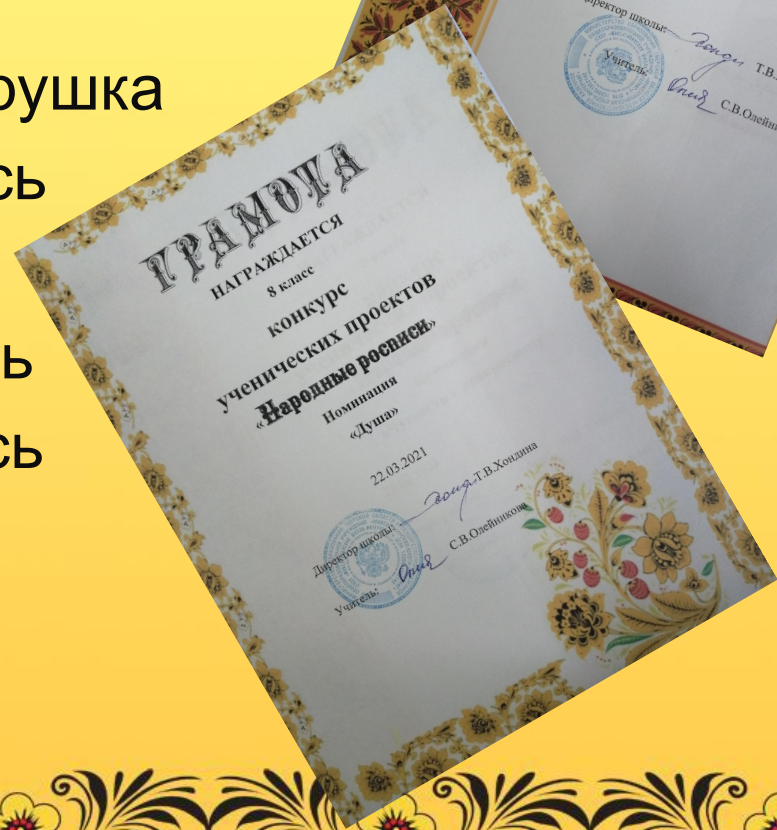 рушка
сь
ь
сь
ГРАМОТА
НАГРАЖДАЕТСЯ
8 класс
конкурс
ученических проектов
«Народные росписи»
Номинация
«Душа»
22.03.2021
Директор школы: Т.В.Хондина
Учитель: С.В.Олейникова
Директор школы: Т.В.
Учитель: С.В.Олейн